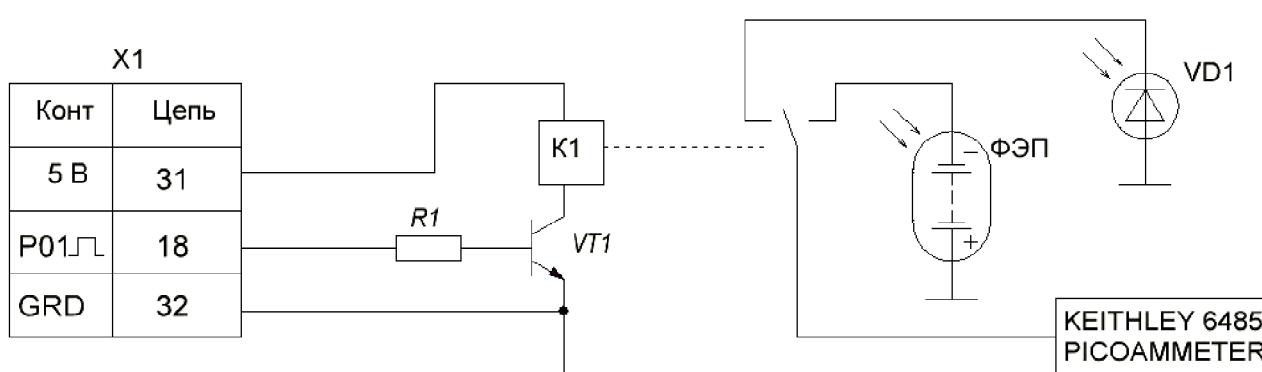 X1
Конт Цепь
5 В 31
P01 18
GRD 32
K1
R1
VT1
ФЭП
−
+
VD1
KEITHLEY 6485
PICOAMMETER